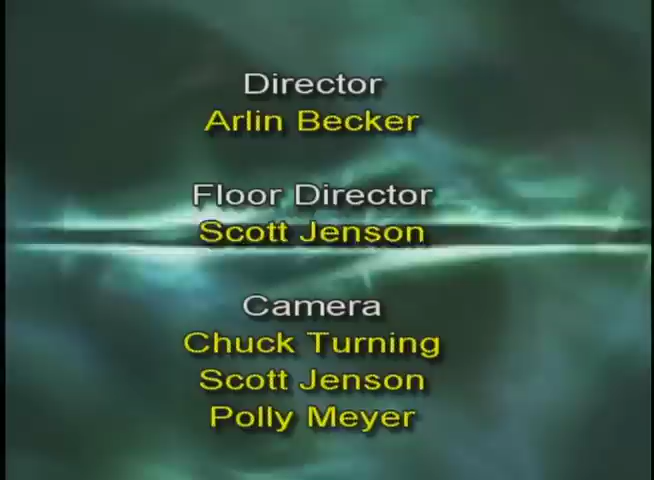 Director
Arlin Becker
Floor Director
Scott Jenson
Camera
Chuck Turning
Scott Jenson
Polly Meyer